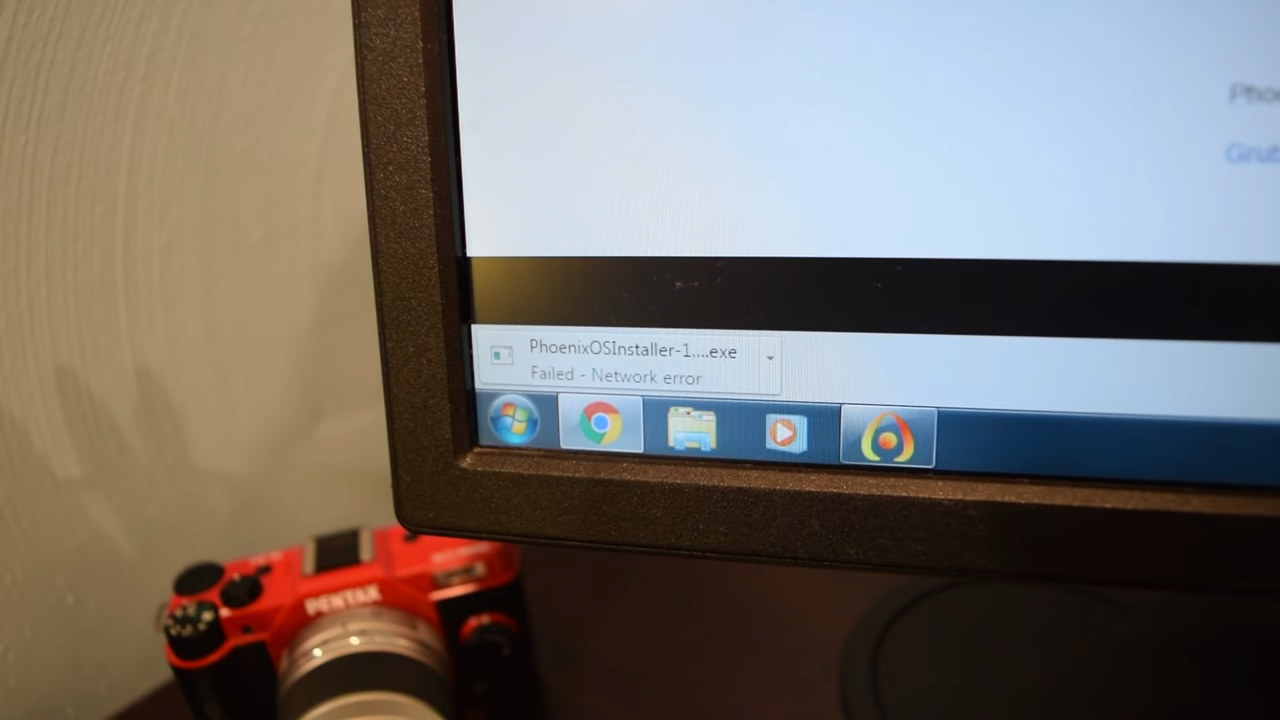 PhoenixOSInstaller-1....exe
Failed - Network error
PENTAX